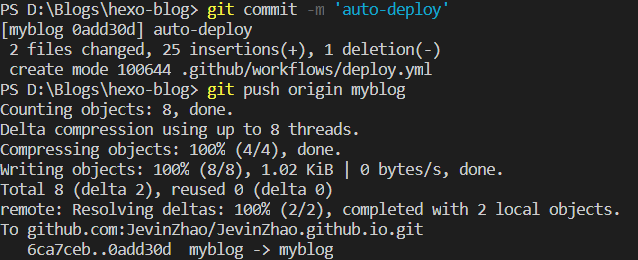 PS D:\Blogs\hexo-blog> git commit -m 'auto-deploy'
[myblog 0add30d] auto-deploy
 2 files changed, 25 insertions(+), 1 deletion(-)
 create mode 100644 .github/workflows/deploy.yml
PS D:\Blogs\hexo-blog> git push origin myblog
Counting objects: 8, done.
Delta compression using up to 8 threads.
Compressing objects: 100% (4/4), done.
Writing objects: 100% (8/8), 1.02 KiB | 0 bytes/s, done.
Total 8 (delta 2), reused 0 (delta 0)
remote: Resolving deltas: 100% (2/2), completed with 2 local objects.
To github.com:JevinZhao/JevinZhao.github.io.git
   6ca7ceb..0add30d  myblog -> myblog